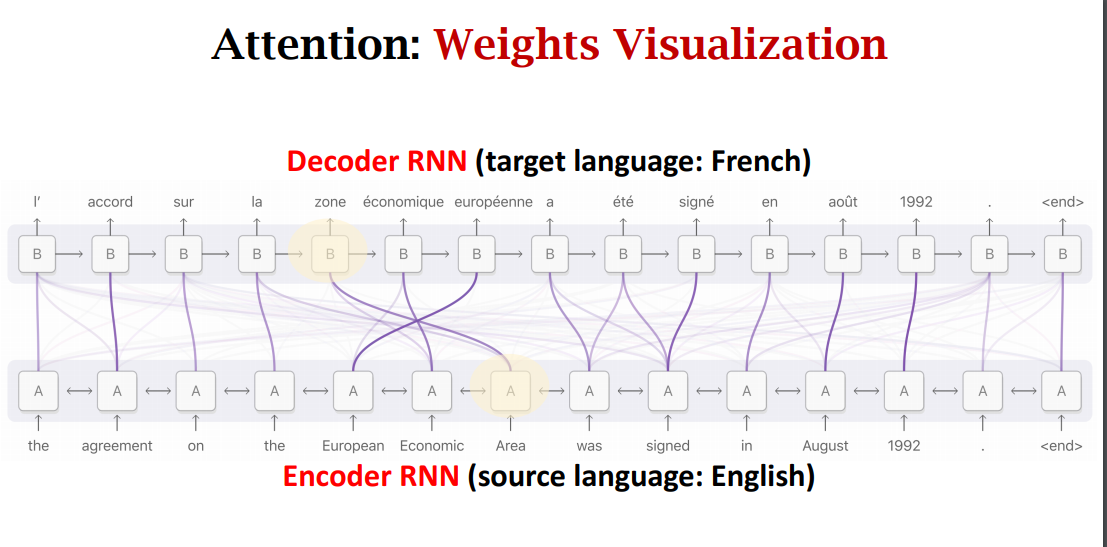 Attention: Weights Visualization
Decoder RNN (target language: French)
l’ accord sur la zone économique européenne a été signé en août 1992 . <end>
B B B B B B B B B B B B B B B
A A A A A A A A A A A A A A
the agreement on the European Economic Area was signed in August 1992 . <end>
Encoder RNN (source language: English)